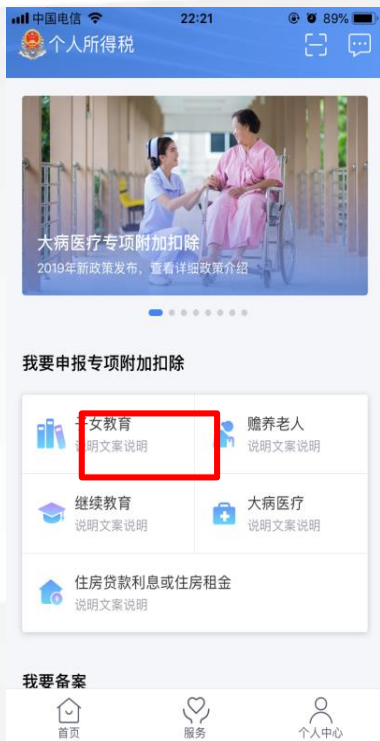 中国电信 22:21 89%
个人所得税
大病医疗专项附加扣除
2019年新政策发布，查看详细政策介绍
我要申报专项附加扣除
子女教育
说明文案说明
赡养老人
说明文案说明
继续教育
说明文案说明
大病医疗
说明文案说明
住房贷款利息或住房租金
说明文案说明
我要备案
首页 服务 个人中心